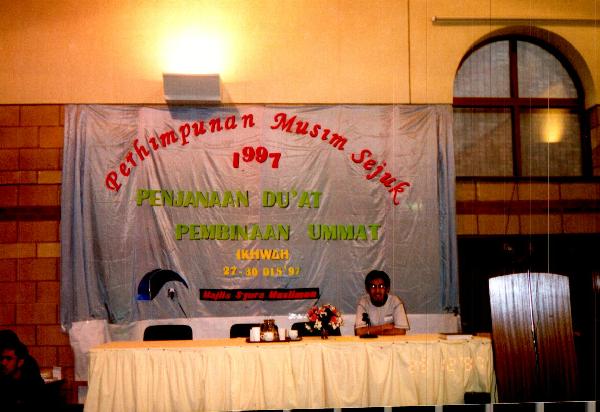 Perhimpunan Musim Sejuk
1997
PENJANAAN DU'AT
PEMBINAAN UMMAT
IKHWAH
27-30 DIS '97
Majlis Syura Muslimun